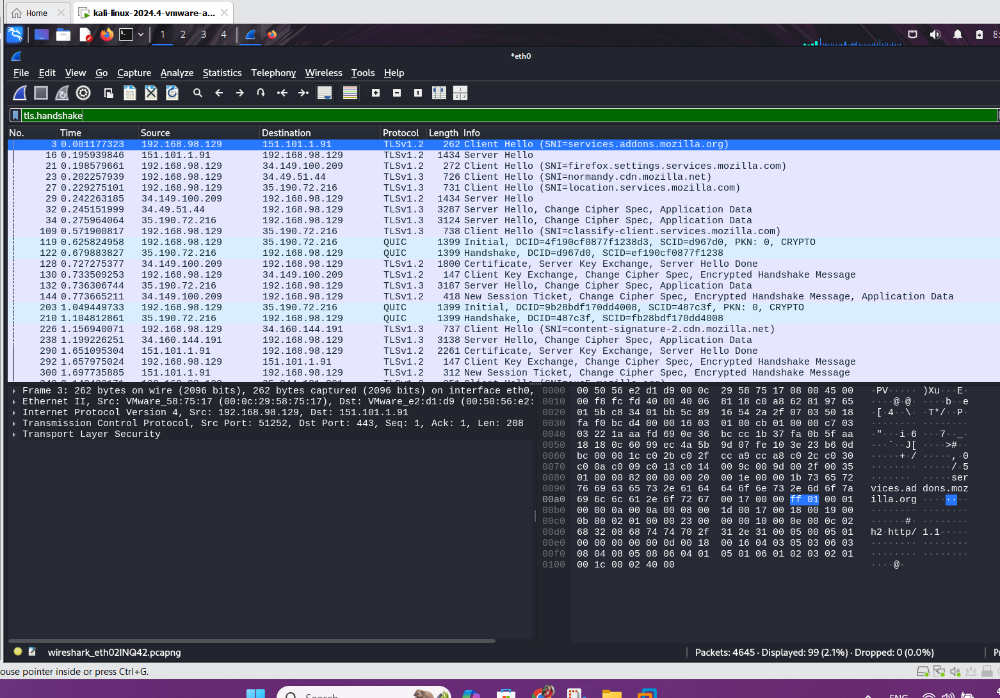 Home
kali-linux-2024.4-vmware-a...
1 2 3 4
*eth0
File Edit View Go Capture Analyze Statistics Telephony Wireless Tools Help
tls.handshake
No. Time Source Destination Protocol Length Info
3 0.001177323 192.168.98.129 151.101.1.91 TLSv1.2 262 Client Hello (SNI=services.addons.mozilla.org)
16 0.195939846 151.101.1.91 192.168.98.129 TLSv1.2 1434 Server Hello
21 0.198579661 192.168.98.129 34.149.100.209 TLSv1.2 272 Client Hello (SNI=firefox.settings.services.mozilla.com)
23 0.202257939 192.168.98.129 34.49.51.44 TLSv1.3 726 Client Hello (SNI=normandy.cdn.mozilla.net)
27 0.229275101 192.168.98.129 35.190.72.216 TLSv1.3 731 Client Hello (SNI=location.services.mozilla.com)
29 0.242263185 34.149.100.209 192.168.98.129 TLSv1.2 1434 Server Hello
32 0.245151999 34.49.51.44 192.168.98.129 TLSv1.3 3287 Server Hello, Change Cipher Spec, Application Data
34 0.275964064 35.190.72.216 192.168.98.129 TLSv1.3 3124 Server Hello, Change Cipher Spec, Application Data
109 0.571900817 192.168.98.129 35.190.72.216 TLSv1.3 738 Client Hello (SNI=classify-client.services.mozilla.com)
119 0.625824958 192.168.98.129 35.190.72.216 QUIC 1399 Initial, DCID=4f190cf0877f1238d3, SCID=d967d0, PKN: 0, CRYPTO
122 0.679883827 35.190.72.216 192.168.98.129 QUIC 1399 Handshake, DCID=d967d0, SCID=ef190cf0877f1238
128 0.727275377 34.149.100.209 192.168.98.129 TLSv1.2 1800 Certificate, Server Key Exchange, Server Hello Done
130 0.733509253 192.168.98.129 34.149.100.209 TLSv1.2 147 Client Key Exchange, Change Cipher Spec, Encrypted Handshake Message
132 0.736306744 35.190.72.216 192.168.98.129 TLSv1.3 3187 Server Hello, Change Cipher Spec, Application Data
144 0.773665211 34.149.100.209 192.168.98.129 TLSv1.2 418 New Session Ticket, Change Cipher Spec, Encrypted Handshake Message, Application Data
203 1.049449733 192.168.98.129 35.190.72.216 QUIC 1399 Initial, DCID=9b28bdf170dd4008, SCID=487c3f, PKN: 0, CRYPTO
210 1.104812861 35.190.72.216 192.168.98.129 QUIC 1399 Handshake, DCID=487c3f, SCID=fb28bdf170dd4008
226 1.156940071 192.168.98.129 34.160.144.191 TLSv1.3 737 Client Hello (SNI=content-signature-2.cdn.mozilla.net)
238 1.199226251 34.160.144.191 192.168.98.129 TLSv1.3 3138 Server Hello, Change Cipher Spec, Application Data
290 1.651095304 151.101.1.91 192.168.98.129 TLSv1.2 2261 Certificate, Server Key Exchange, Server Hello Done
292 1.657975024 192.168.98.129 151.101.1.91 TLSv1.2 147 Client Key Exchange, Change Cipher Spec, Encrypted Handshake Message
300 1.697735885 151.101.1.91 192.168.98.129 TLSv1.2 312 New Session Ticket, Change Cipher Spec, Encrypted Handshake Message
Frame 3: 262 bytes on wire (2096 bits), 262 bytes captured (2096 bits) on interface eth0,
Ethernet II, Src: VMware_58:75:17 (00:0c:29:58:75:17), Dst: VMware_e2:d1:d9 (00:50:56:e2:
Internet Protocol Version 4, Src: 192.168.98.129, Dst: 151.101.1.91
Transmission Control Protocol, Src Port: 51252, Dst Port: 443, Seq: 1, Ack: 1, Len: 208
Transport Layer Security
0000 00 50 56 e2 d1 d9 00 0c 29 58 75 17 08 00 45 00 ·PV····· )Xu···E·
0010 00 f8 fc fd 40 00 40 06 81 18 c0 a8 62 81 97 65 ····@·@· ····b··e
0020 01 5b c8 34 01 bb 5c 89 16 54 2a 2f 07 03 50 18 ·[·4··\· ·T*/··P·
0030 fa f0 bc d4 00 00 16 03 01 00 cb 01 00 00 c7 03 ········ ········
0040 03 22 1a aa fd 69 0e 36 bc cc 1b 37 fa 0b 5f aa ·"···i·6 ···7··_·
0050 18 18 0c 60 99 ec 4a 5b 9d 07 fe 10 3e 23 b6 0d ···`··J[ ····>#··
0060 bc 00 00 1c c0 2b c0 2f cc a9 cc a8 c0 2c c0 30 ·····+·/ ·····,·0
0070 c0 0a c0 09 c0 13 c0 14 00 9c 00 9d 00 2f 00 35 ········ ·····/·5
0080 01 00 00 82 00 00 00 20 00 1e 00 00 1b 73 65 72 ······· ·····ser
0090 76 69 63 65 73 2e 61 64 64 6f 6e 73 2e 6d 6f 7a vices.ad dons.moz
00a0 69 6c 6c 61 2e 6f 72 67 00 17 00 00 ff 01 00 01 illa.org ········
00b0 00 00 0a 00 0a 00 08 00 1d 00 17 00 18 00 19 00 ········ ········
00c0 0b 00 02 01 00 00 23 00 00 00 10 00 0e 00 0c 02 ······#· ········
00d0 68 32 08 68 74 74 70 2f 31 2e 31 00 05 00 05 01 h2·http/ 1.1·····
00e0 00 00 00 00 00 0d 00 18 00 16 04 03 05 03 06 03 ········ ········
00f0 08 04 08 05 08 06 04 01 05 01 06 01 02 03 02 01 ········ ········
0100 00 1c 00 02 40 00 ····@·
wireshark_eth02INQ42.pcapng
Packets: 4645 · Displayed: 99 (2.1%) · Dropped: 0 (0.0%)
ouse pointer inside or press Ctrl+G.
Search
ENG